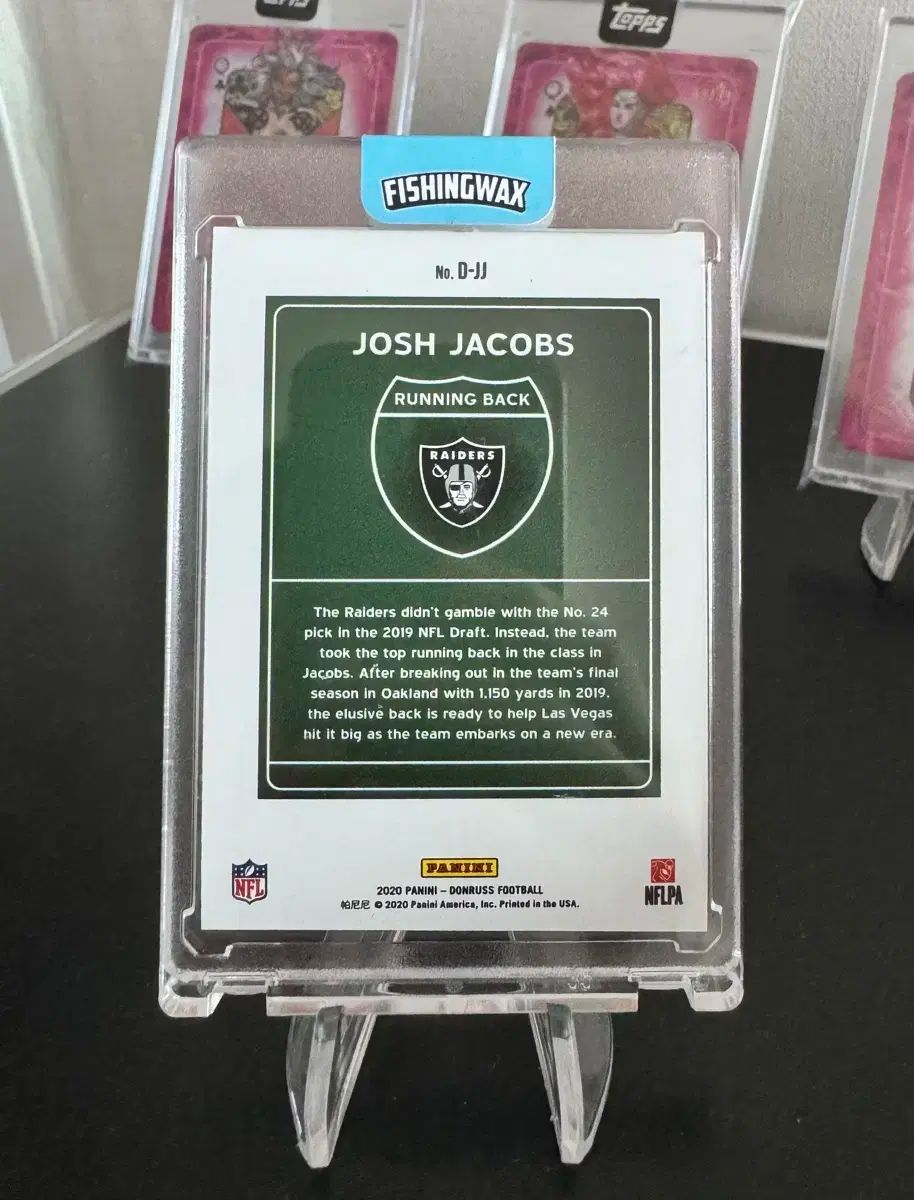 topps
FISHINGWAX
No. D-JJ
JOSH JACOBS
RUNNING BACK
RAIDERS
The Raiders didn't gamble with the No. 24
pick in the 2019 NFL Draft. Instead, the team
took the top running back in the class in
Jacobs. After breaking out in the team's final
season in Oakland with 1,150 yards in 2019,
the elusive back is ready to help Las Vegas
hit it big as the team embarks on a new era.
NFL
PANINI
NFLPA
2020 PANINI – DONRUSS FOOTBALL
帕尼尼 © 2020 Panini America, Inc. Printed in the USA.